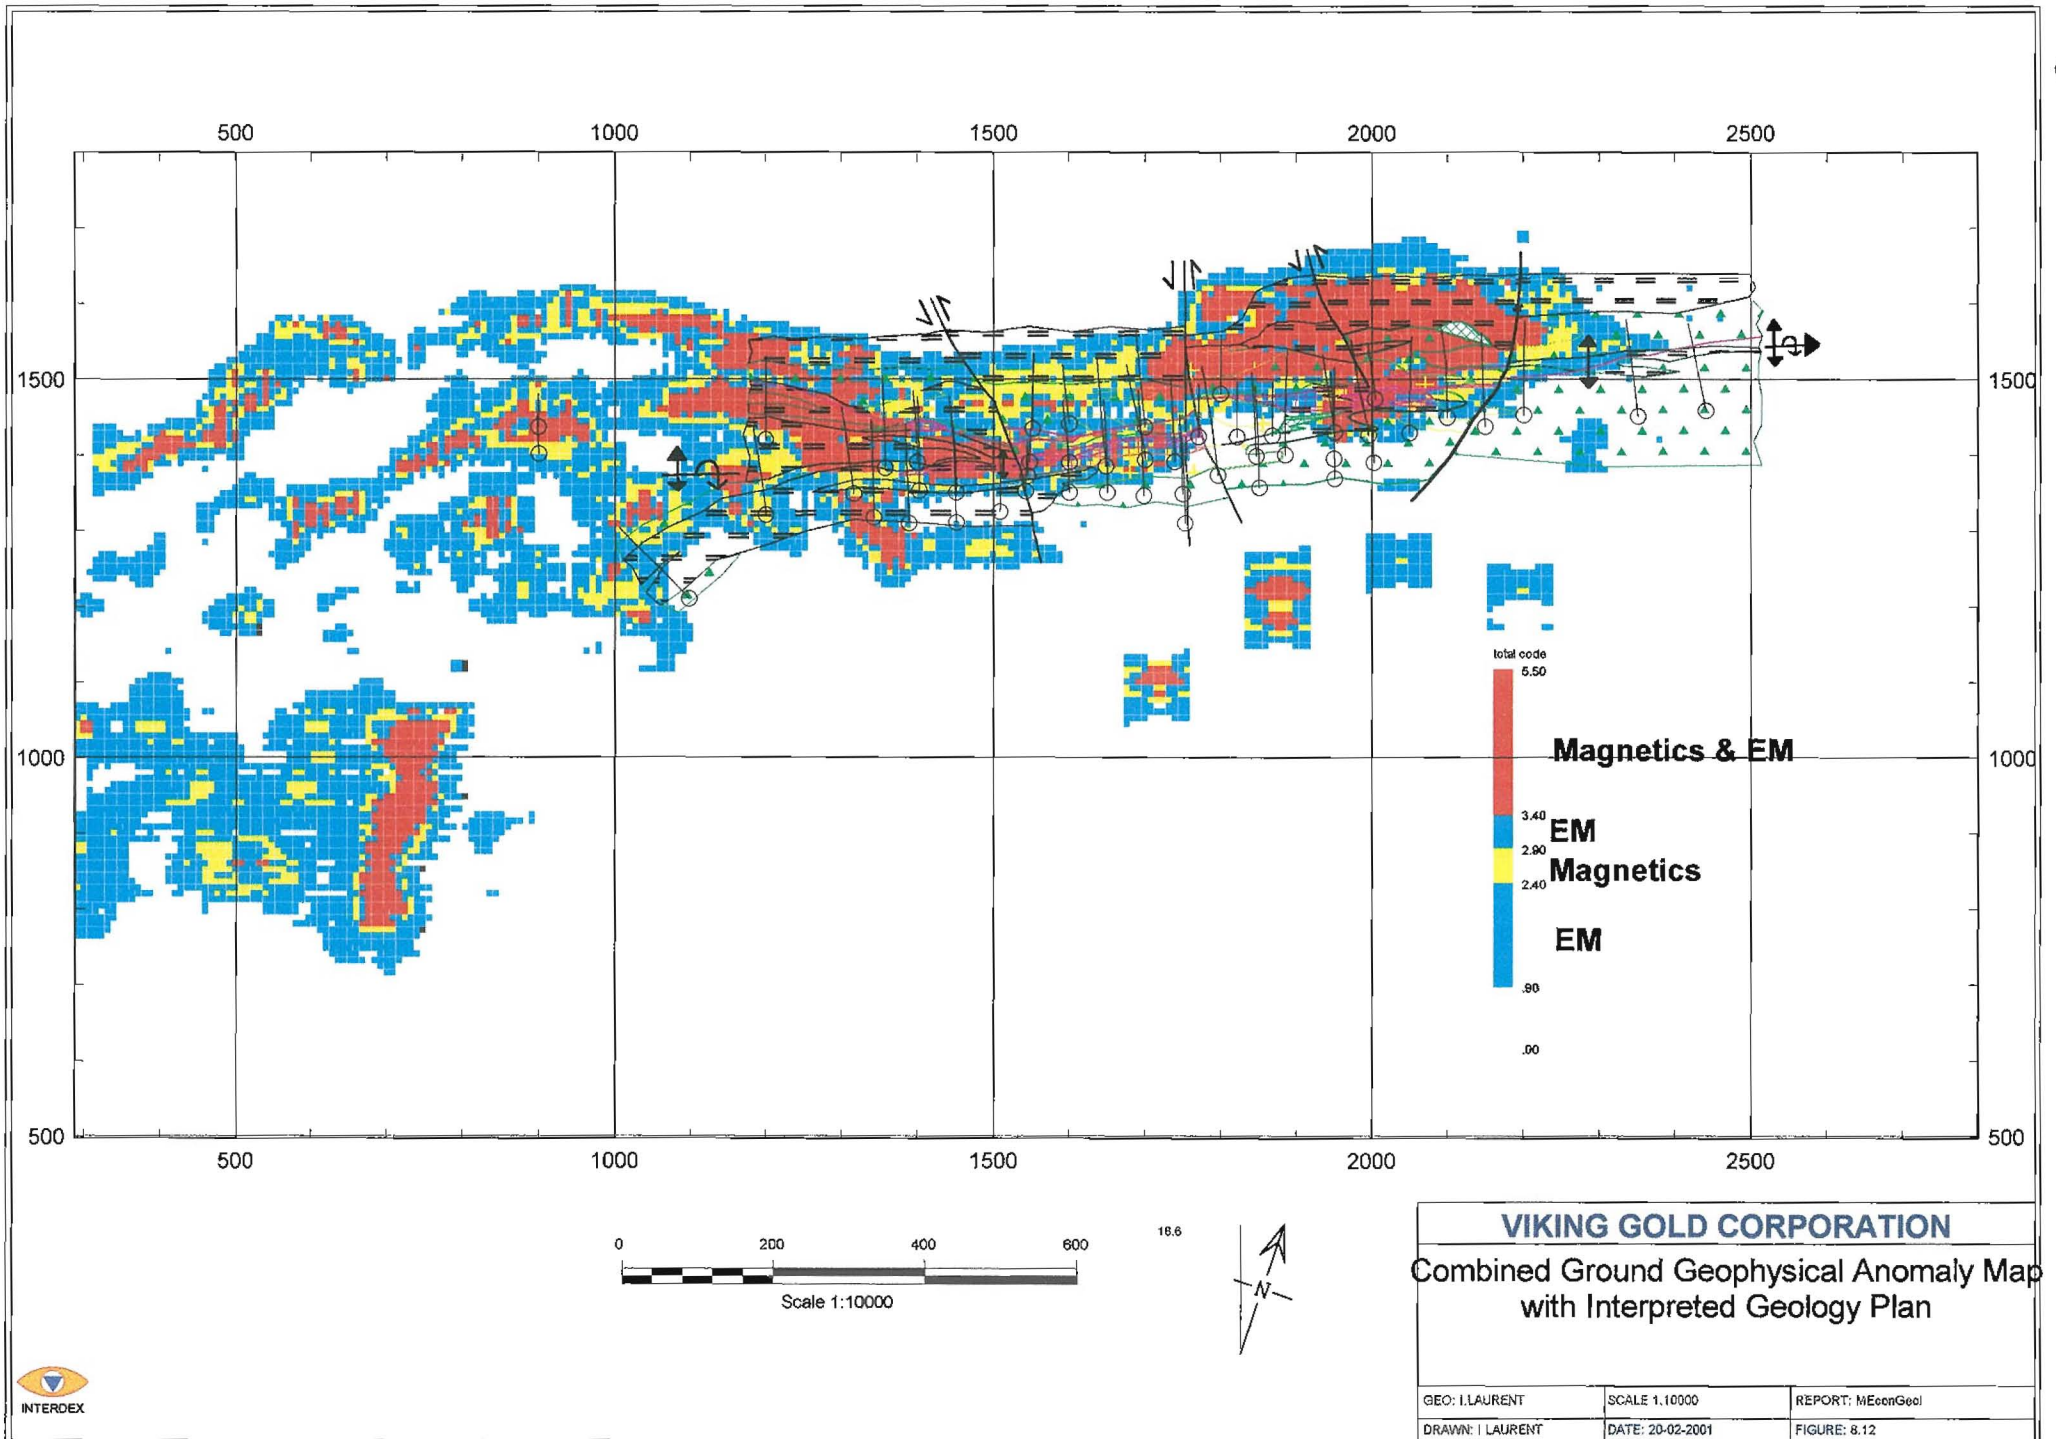 500 1000 1500 2000 2500
1500 1500
total code
5.50
Magnetics & EM
1000 1000
3.40
EM
2.90
Magnetics
2.40
EM
.90
.00
500 500
500 1000 1500 2000 2500
0 200 400 600
Scale 1:10000
16.6
N
VIKING GOLD CORPORATION
Combined Ground Geophysical Anomaly Map
with Interpreted Geology Plan
GEO: I.LAURENT SCALE 1:10000 REPORT: MEconGeol
DRAWN: I LAURENT DATE: 20-02-2001 FIGURE: 8.12
INTERDEX